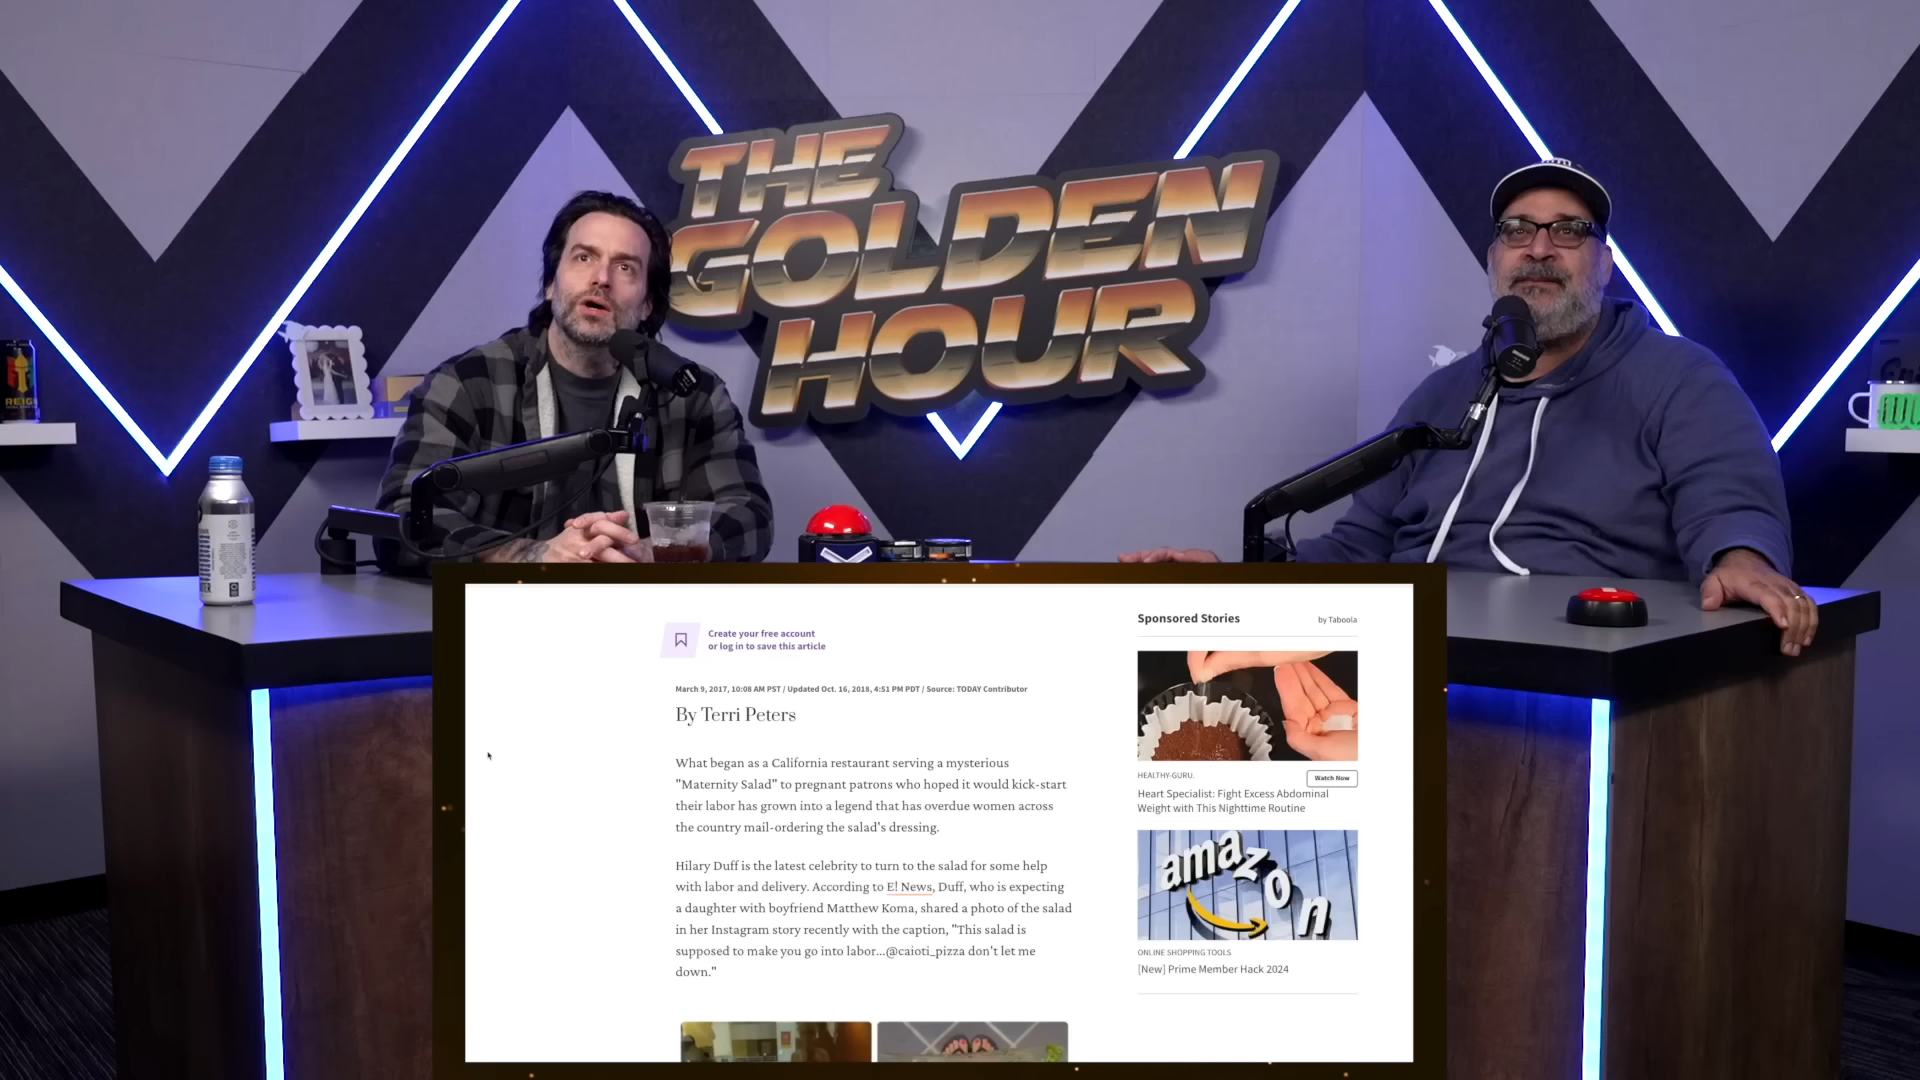 THE
GOLDEN
HOUR
REIGN
Create your free account
or log in to save this article
March 9, 2017, 10:08 AM PST / Updated Oct. 16, 2018, 4:51 PM PDT / Source: TODAY Contributor
By Terri Peters
What began as a California restaurant serving a mysterious
"Maternity Salad" to pregnant patrons who hoped it would kick-start
their labor has grown into a legend that has overdue women across
the country mail-ordering the salad's dressing.
Hilary Duff is the latest celebrity to turn to the salad for some help
with labor and delivery. According to E! News, Duff, who is expecting
a daughter with boyfriend Matthew Koma, shared a photo of the salad
in her Instagram story recently with the caption, "This salad is
supposed to make you go into labor...@caioti_pizza don't let me
down."
Sponsored Stories
by Taboola
HEALTHY-GURU.
Watch Now
Heart Specialist: Fight Excess Abdominal
Weight with This Nighttime Routine
amazon
ONLINE SHOPPING TOOLS
[New] Prime Member Hack 2024